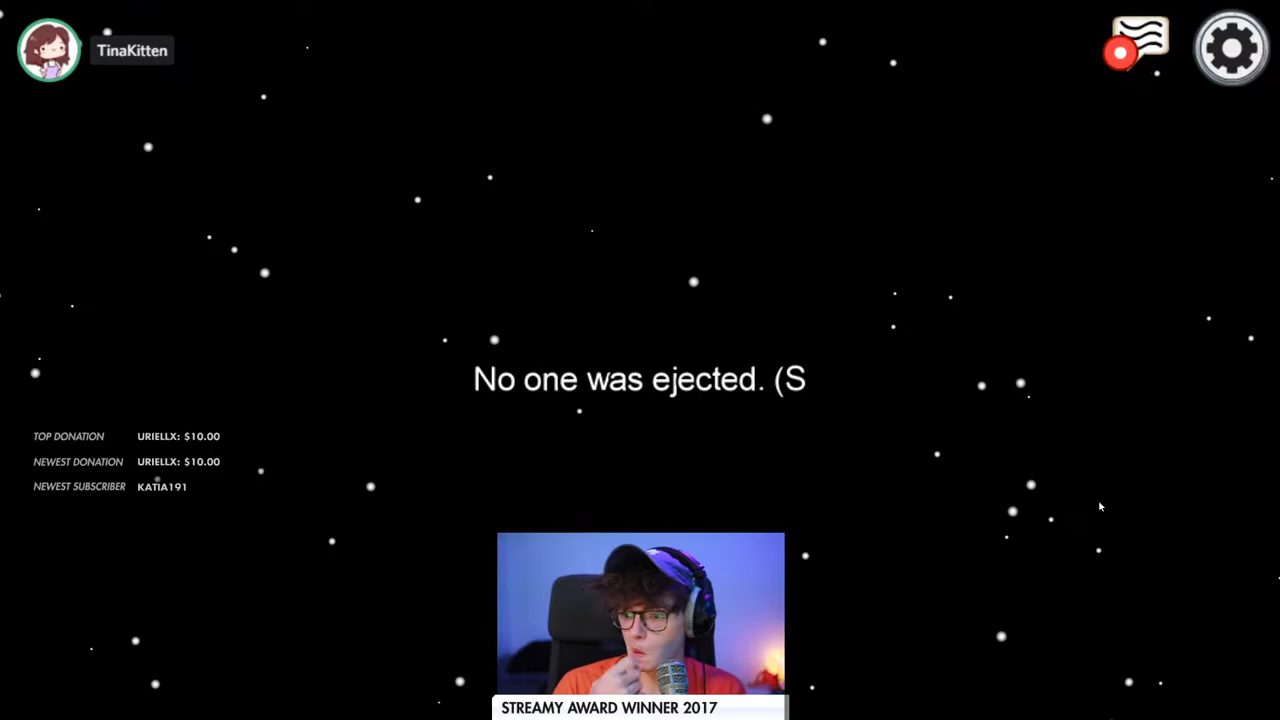 TinaKitten
No one was ejected. (S
TOP DONATION URIELLX: $10.00
NEWEST DONATION URIELLX: $10.00
NEWEST SUBSCRIBER KATIA191
STREAMY AWARD WINNER 2017